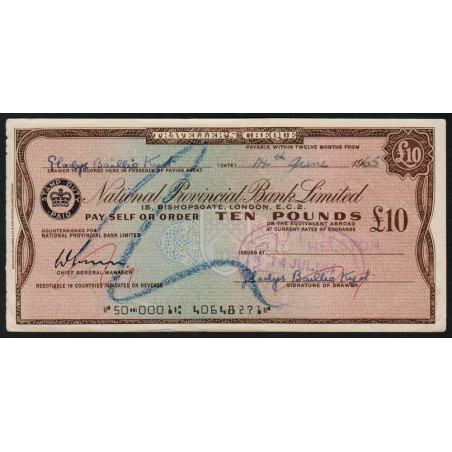 TRAVELLER'S CHEQUE
PAYABLE WITHIN TWELVE MONTHS FROM
Gladys Baillie Kyd
GRANTEE TO ENDORSE HERE IN PRESENCE OF PAYING AGENT
(DATE) 14th June 1965
£10
STAMP DUTY PAID
National Provincial Bank Limited
15, BISHOPSGATE, LONDON, E.C.2.
PAY SELF OR ORDER TEN POUNDS OR THE EQUIVALENT ABROAD AT CURRENT RATES OF EXCHANGE £10
COUNTERSIGNED FOR
NATIONAL PROVINCIAL BANK LIMITED
ISSUED AT
14 JUL
CHIEF GENERAL MANAGER
Gladys Baillie Kyd
SIGNATURE OF DRAWER
NEGOTIABLE IN COUNTRIES INDICATED ON REVERSE
⑈50⑉0001⑆ 40648271⑈